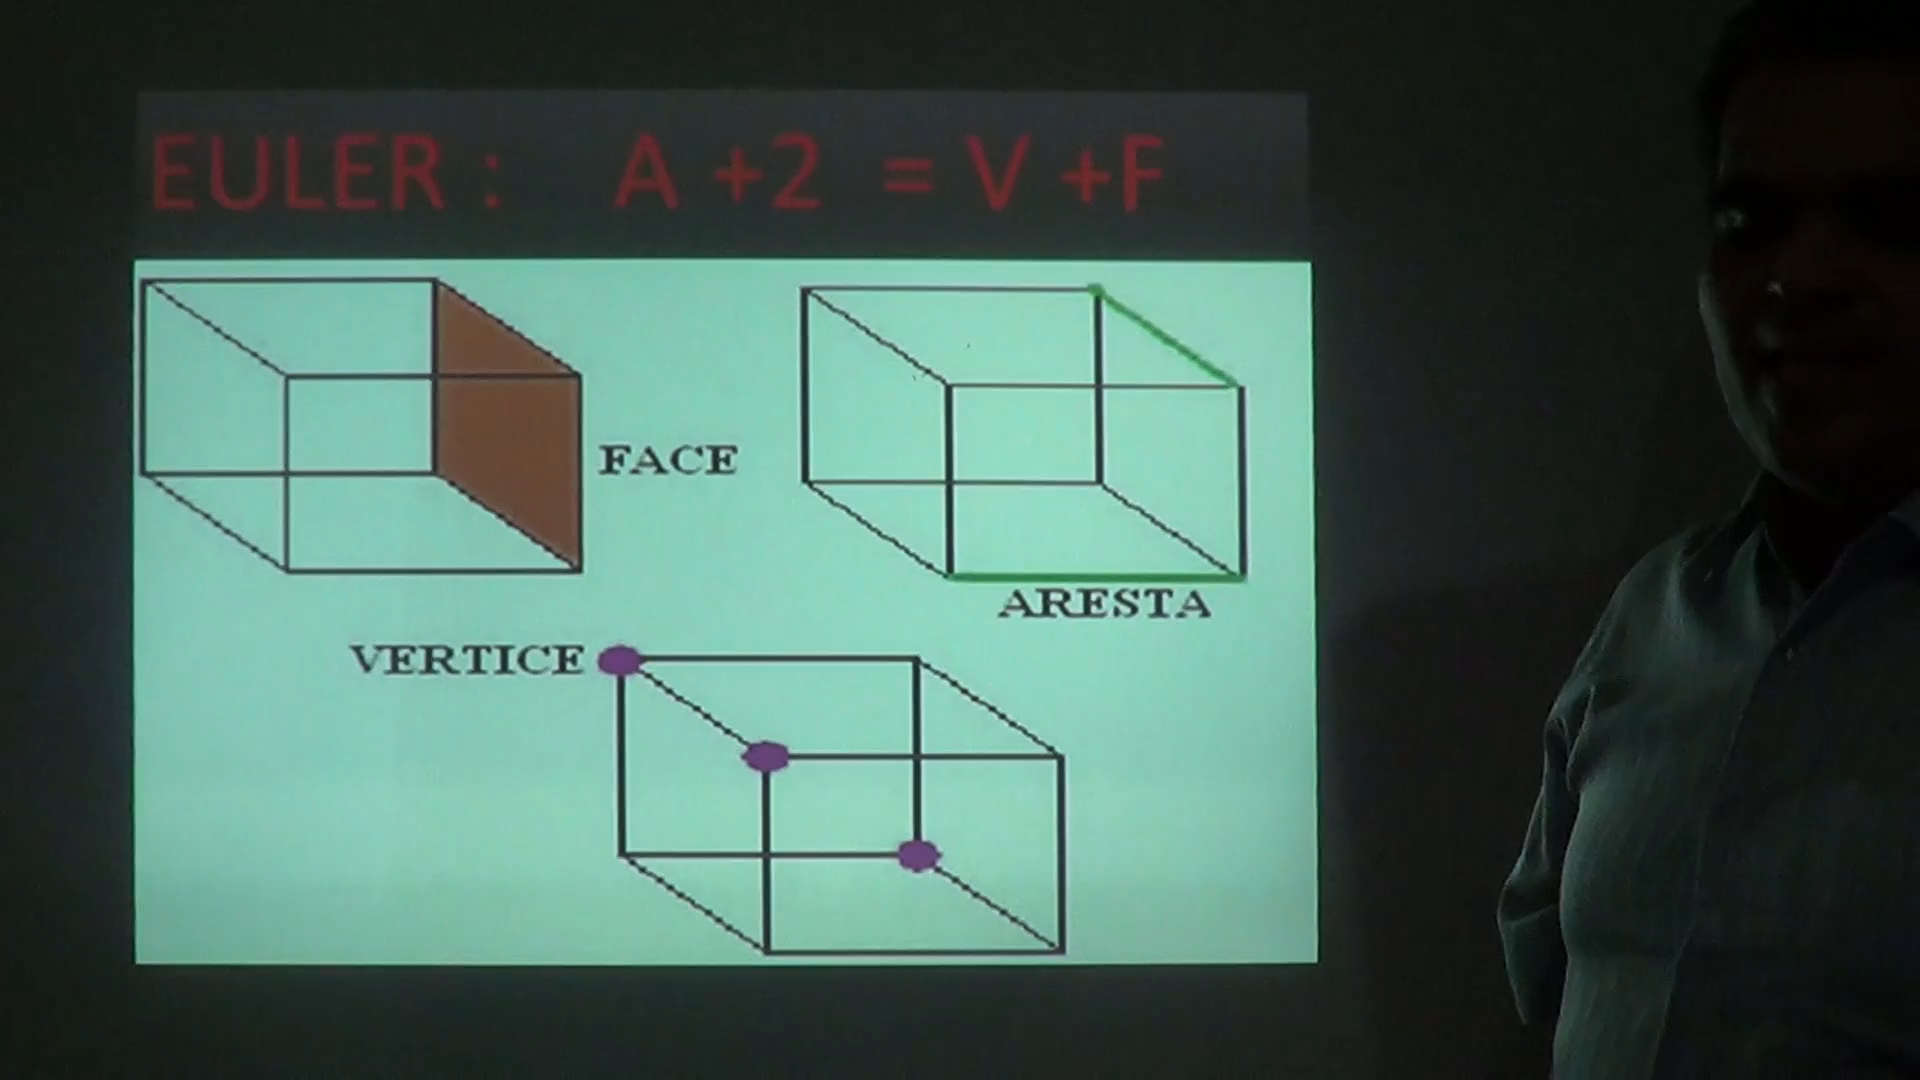 EULER : A +2 = V +F
FACE
ARESTA
VERTICE